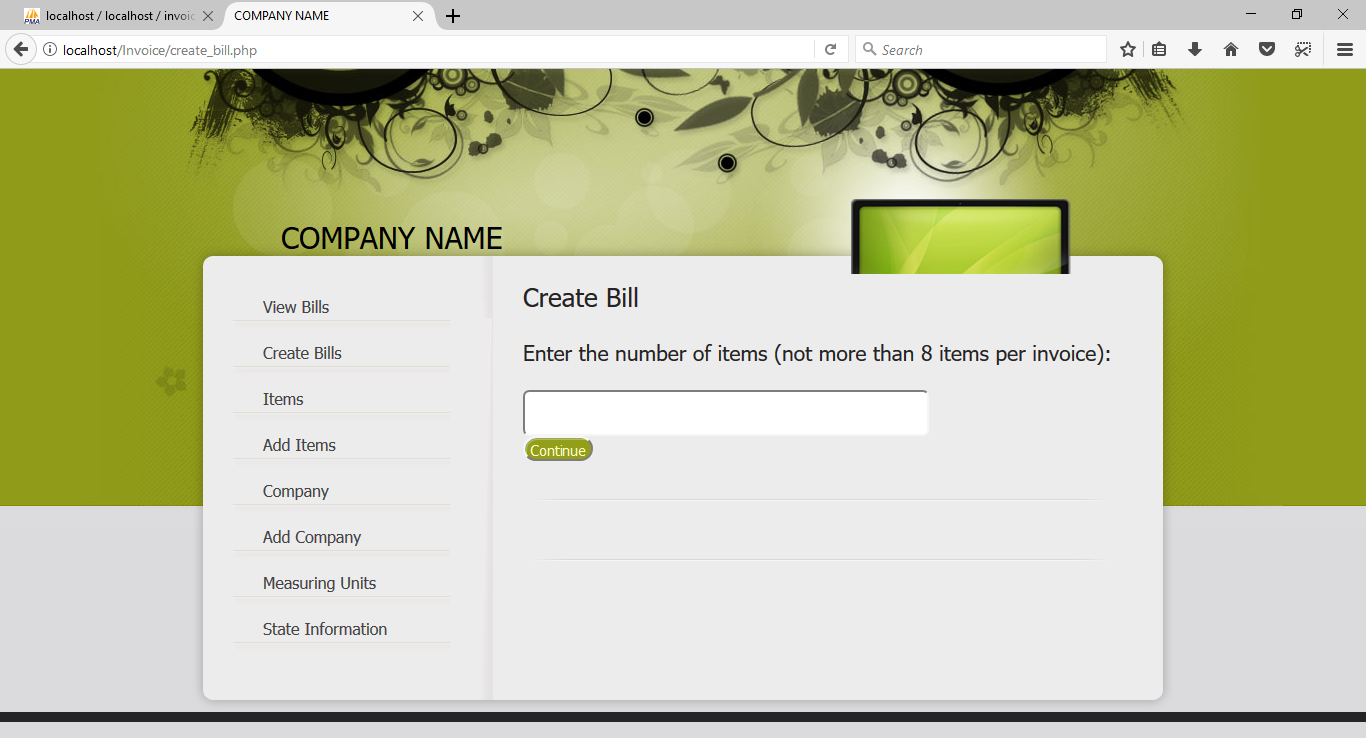 PMA
localhost / localhost / invoic
COMPANY NAME
localhost/Invoice/create_bill.php
Search
COMPANY NAME
View Bills
Create Bills
Items
Add Items
Company
Add Company
Measuring Units
State Information
Create Bill
Enter the number of items (not more than 8 items per invoice):
Continue